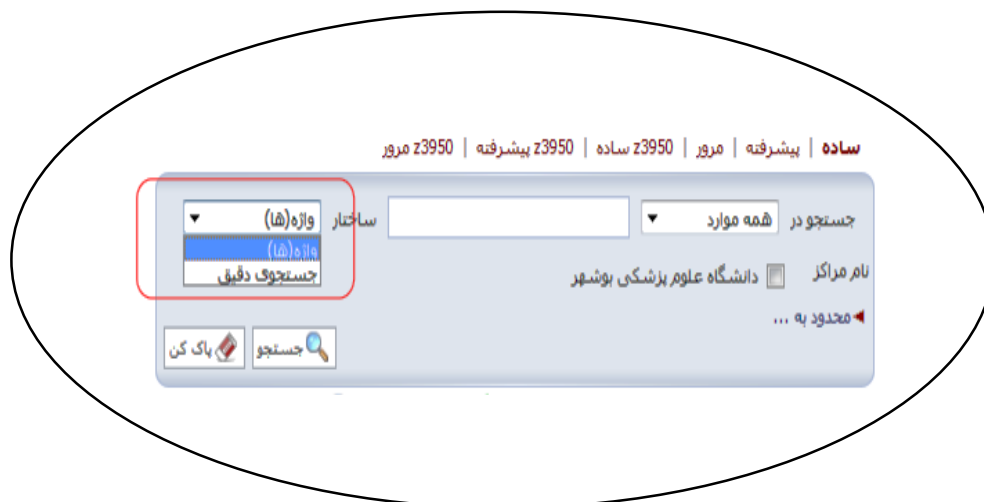 ساده | پیشرفته | مرور | z3950 ساده | z3950 پیشرفته | z3950 مرور
جستجو در همه موارد ساختار واژه(ها)
واژه(ها)
جستجوی دقیق
نام مراکز دانشگاه علوم پزشکی بوشهر
محدود به ...
جستجو پاک کن